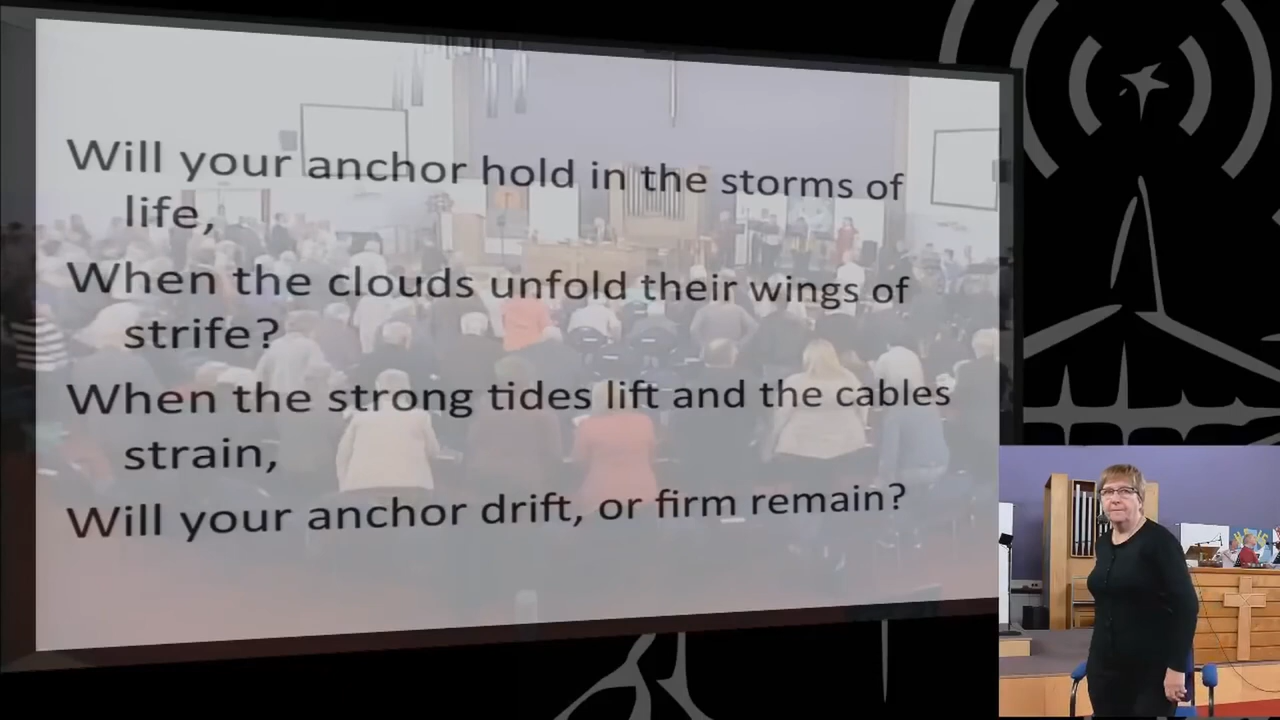 Will your anchor hold in the storms of
life,
When the clouds unfold their wings of
strife?
When the strong tides lift and the cables
strain,
Will your anchor drift, or firm remain?